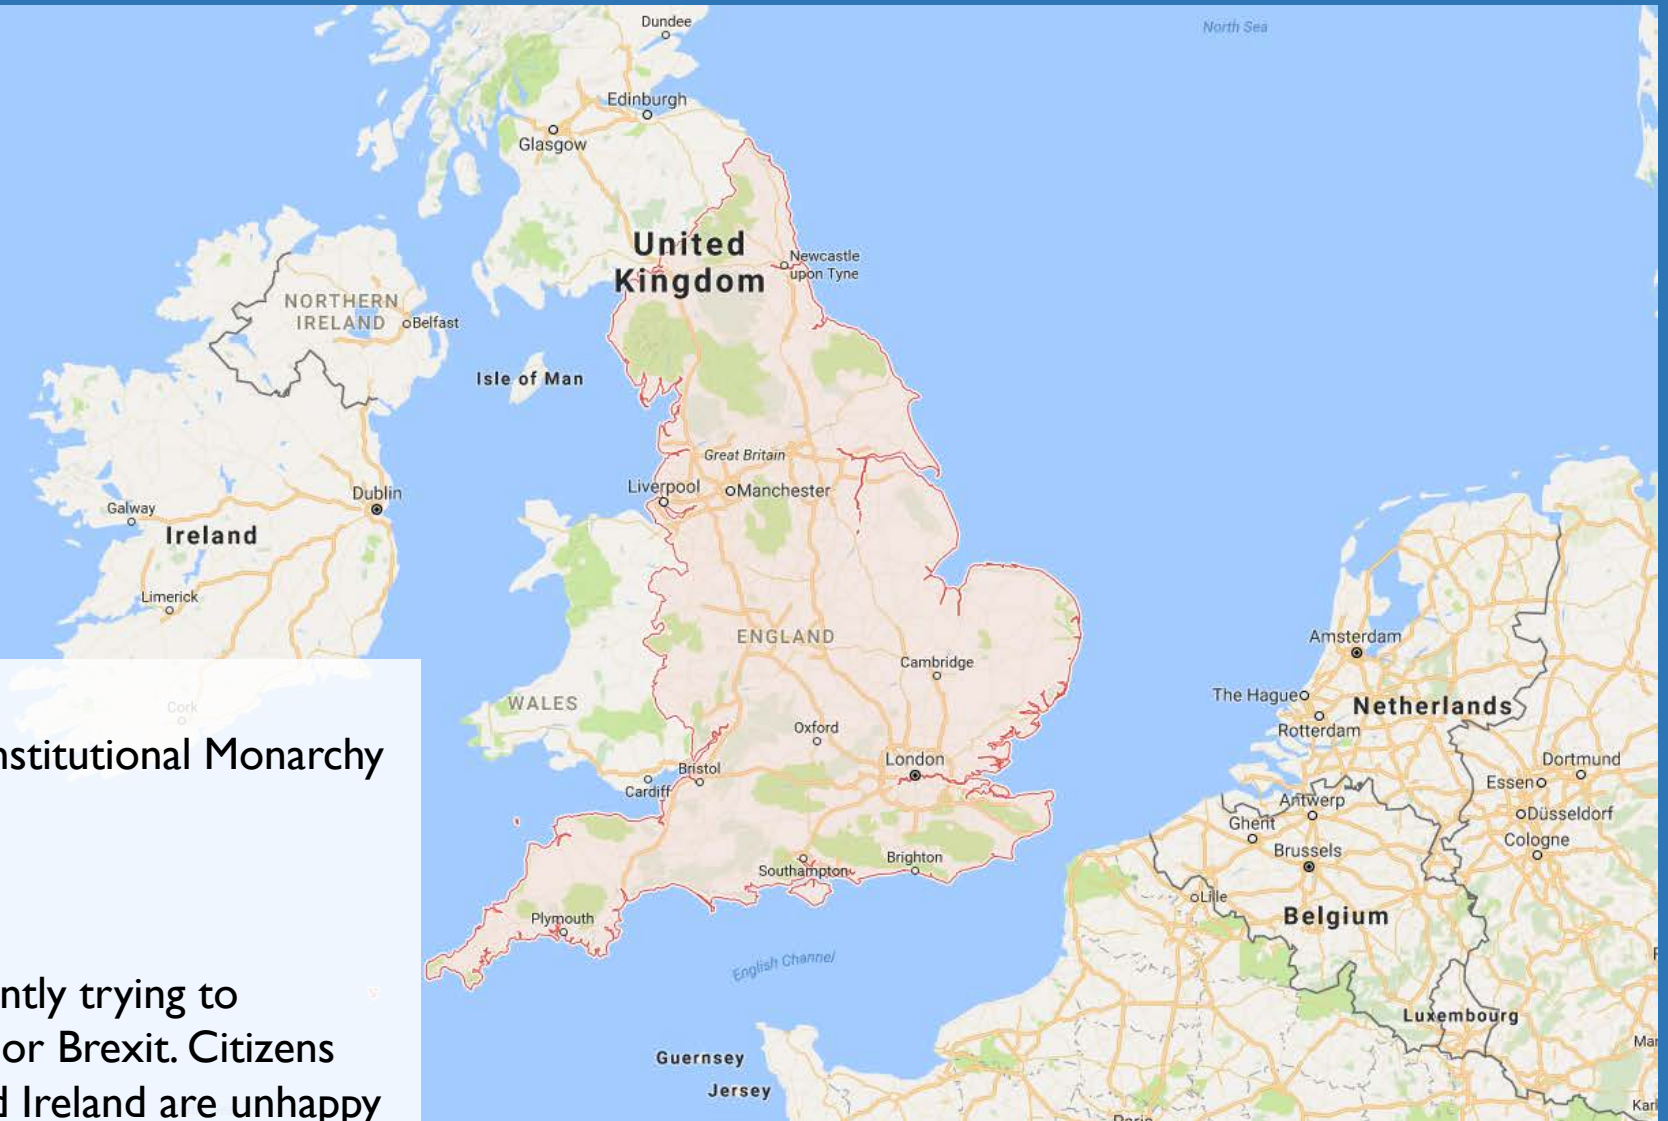 Dundee
North Sea
Edinburgh
Glasgow
United
Kingdom
Newcastle
upon Tyne
NORTHERN
IRELAND
Belfast
Isle of Man
Great Britain
Liverpool
Manchester
Dublin
Galway
Ireland
Limerick
ENGLAND
Amsterdam
Cambridge
The Hague
Netherlands
WALES
Cork
Oxford
Rotterdam
nstitutional Monarchy
London
Bristol
Cardiff
Dortmund
Essen
Antwerp
Düsseldorf
Ghent
Cologne
Brussels
Brighton
Southampton
Lille
Belgium
Plymouth
English Channel
ntly trying to
Luxembourg
or Brexit. Citizens
Guernsey
Mar
Jersey
d Ireland are unhappy
Karl
Paris